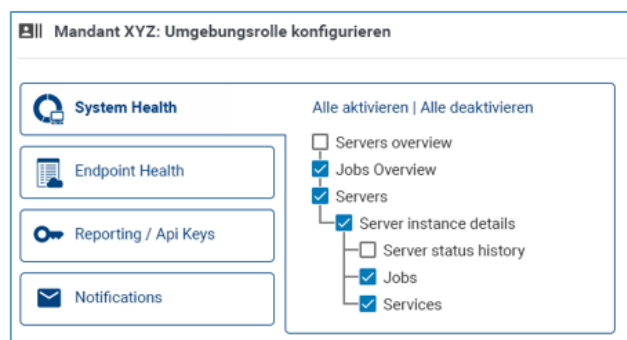 Mandant XYZ: Umgebungsrolle konfigurieren
System Health
Endpoint Health
Reporting / Api Keys
Notifications
Alle aktivieren | Alle deaktivieren
Servers overview
Jobs Overview
Servers
Server instance details
Server status history
Jobs
Services